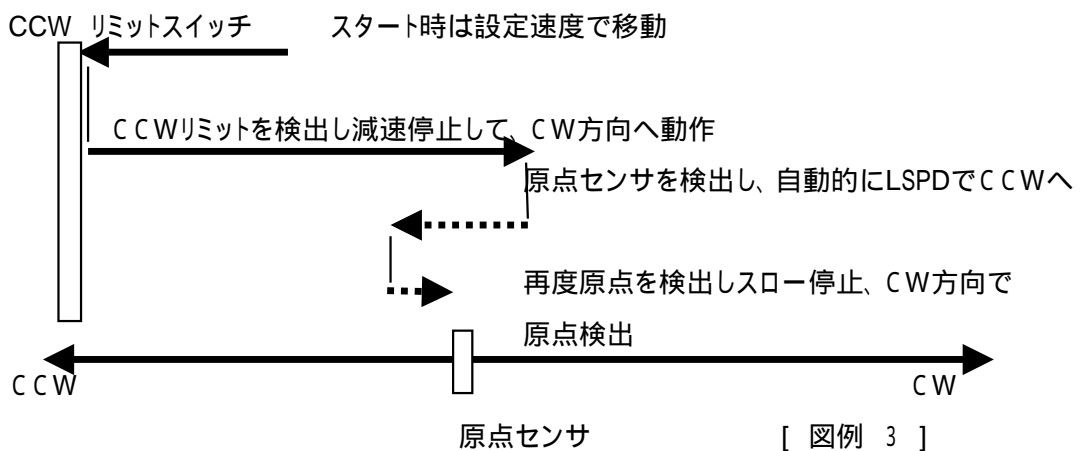 CCW リミットスイッチ スタート時は設定速度で移動
ＣＣＷリミットを検出し減速停止して、ＣＷ方向へ動作
原点センサを検出し、自動的にLSPDでＣＣＷへ
再度原点を検出しスロー停止、ＣＷ方向で
原点検出
ＣＣＷ ＣＷ
原点センサ [ 図例 3 ]